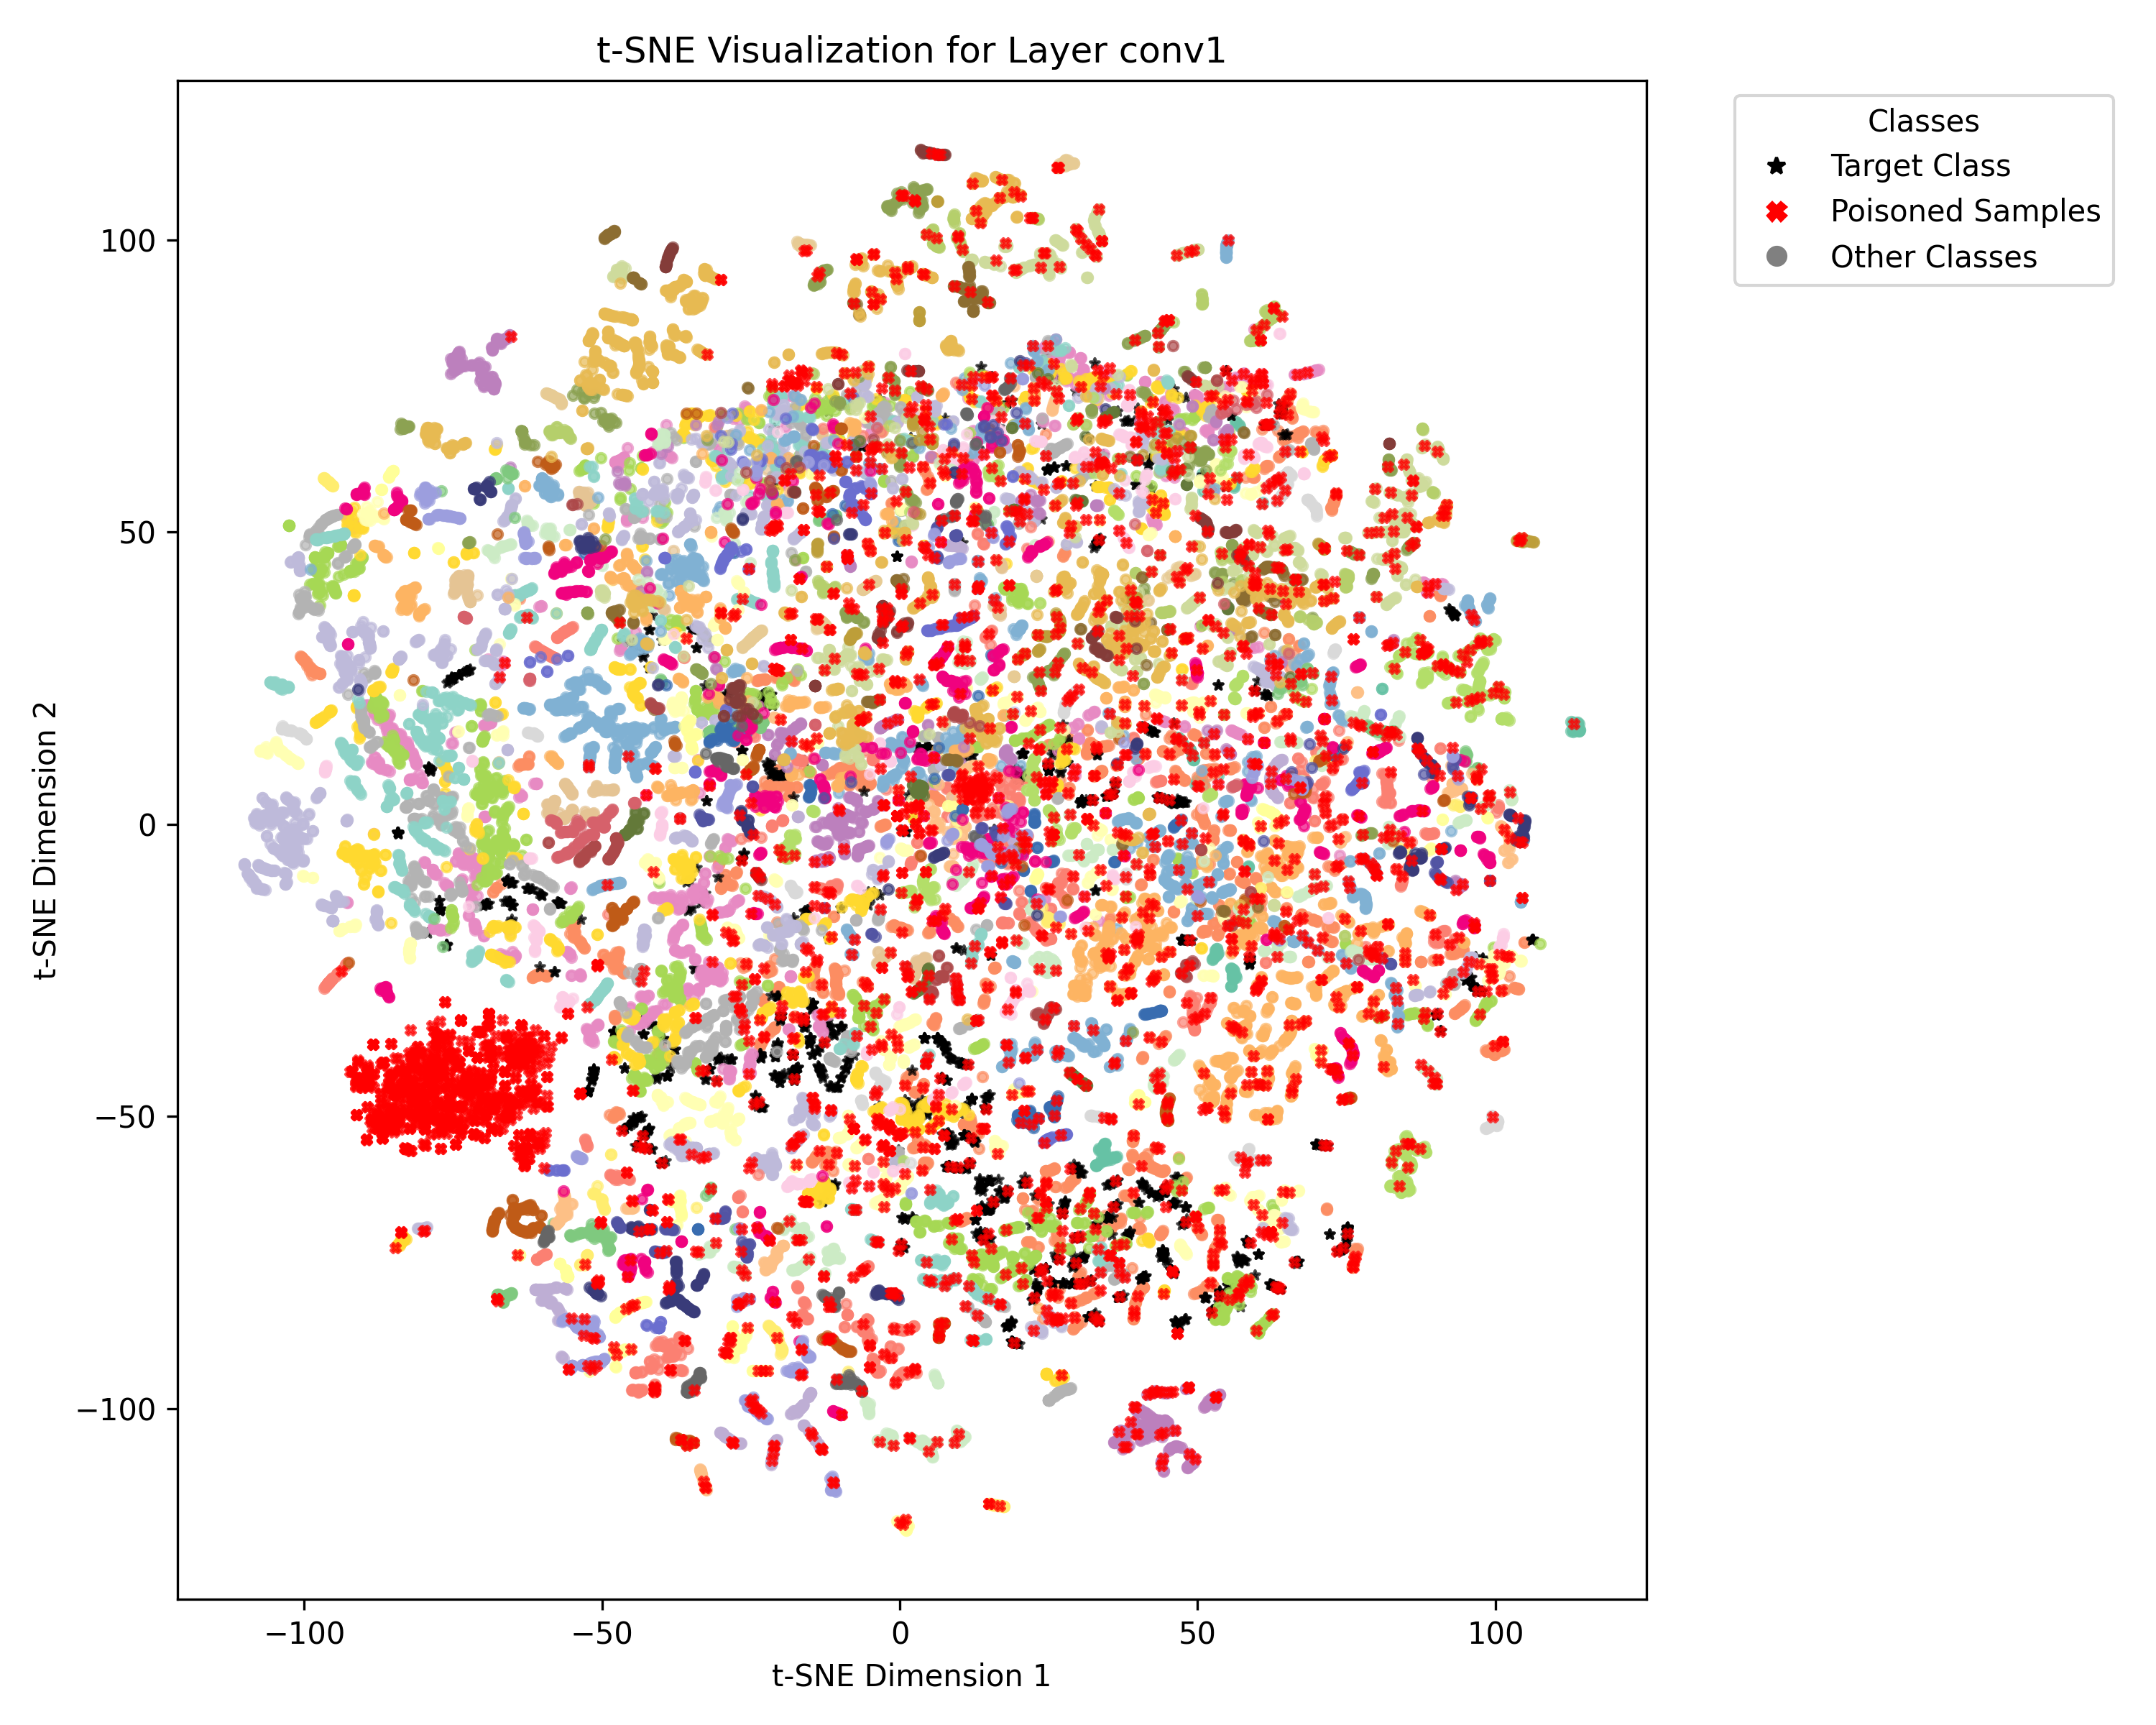 t-SNE Visualization for Layer conv1
Classes
Target Class
Poisoned Samples
Other Classes
100
50
0
−50
−100
t-SNE Dimension 2
−100
−50
0
50
100
t-SNE Dimension 1